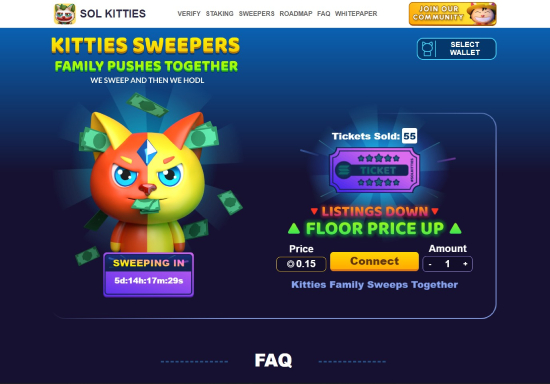 SOL KITTIES
VERIFY STAKING SWEEPERS ROADMAP FAQ WHITEPAPER
JOIN OUR
COMMUNITY
KITTIES SWEEPERS
FAMILY PUSHES TOGETHER
WE SWEEP AND THEN WE HODL
SELECT
WALLET
Tickets Sold: 55
TICKET
LISTINGS DOWN
FLOOR PRICE UP
Price
Amount
0.15
Connect
- 1 +
Kitties Family Sweeps Together
SWEEPING IN
5d:14h:17m:29s
FAQ